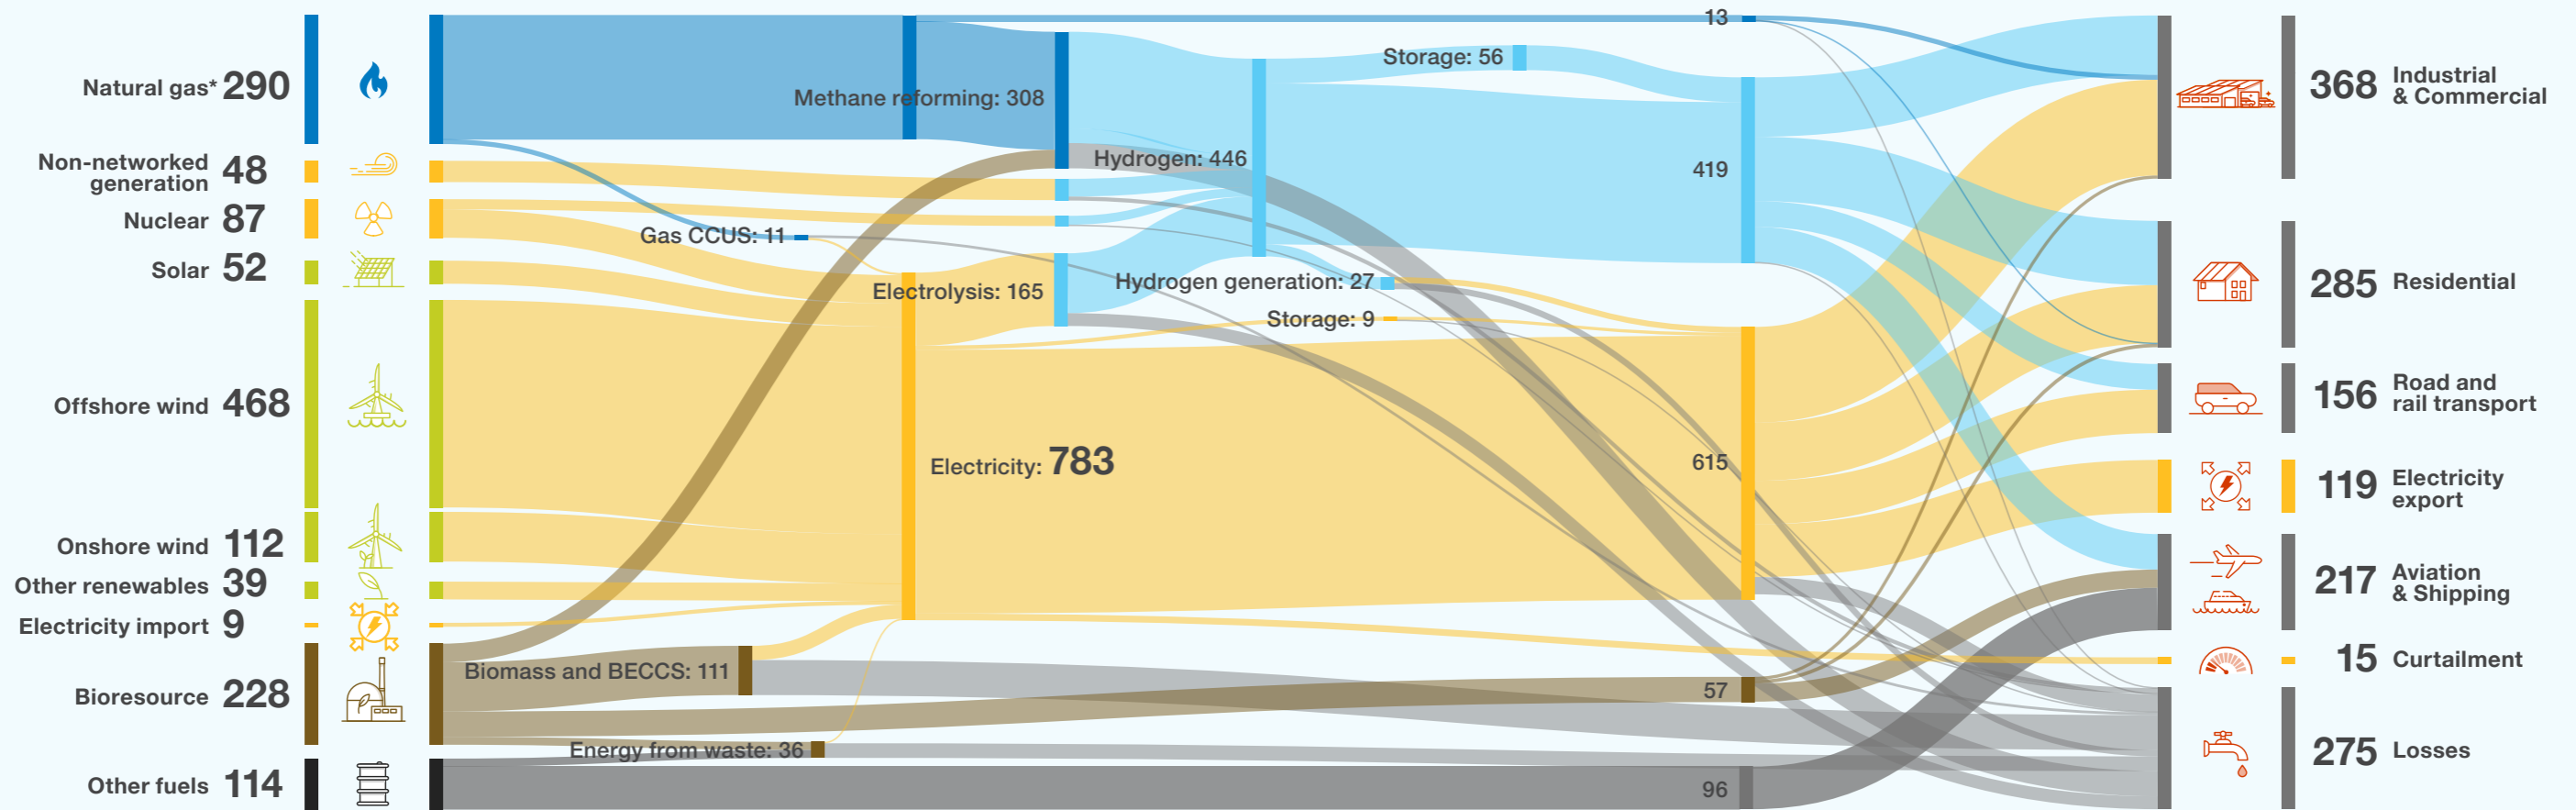 Natural gas* 290
Non-networked
generation 48
Nuclear 87
Solar 52
Offshore wind 468
Onshore wind 112
Other renewables 39
Electricity import 9
Bioresource 228
Other fuels 114
Methane reforming: 308
Gas CCUS: 11
Electrolysis: 165
Electricity: 783
Biomass and BECCS: 111
Energy from waste: 36
Hydrogen: 446
Hydrogen generation: 27
Storage: 56
Storage: 9
13
419
615
57
96
368 Industrial
& Commercial
285 Residential
156 Road and
rail transport
119 Electricity
export
217 Aviation
& Shipping
15 Curtailment
275 Losses